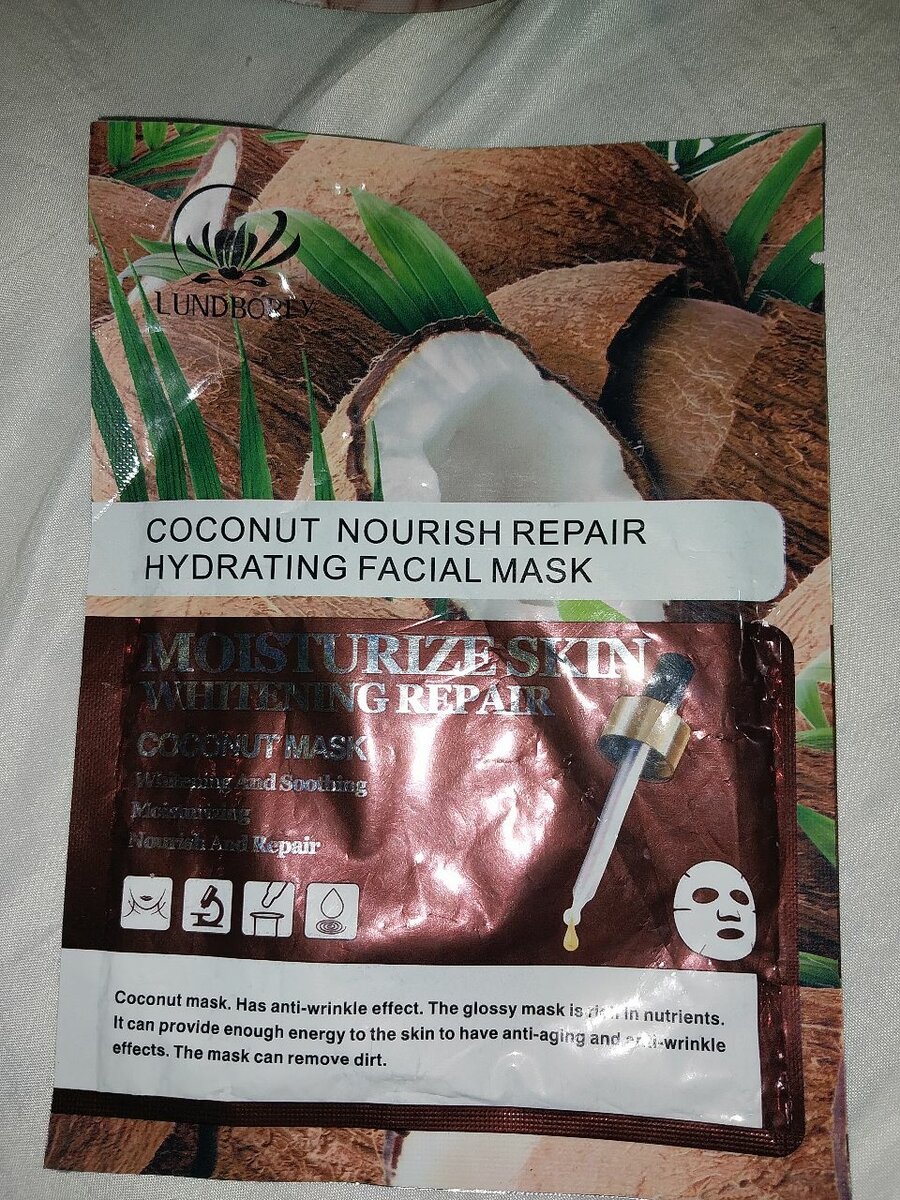 LUNDBOREY
COCONUT NOURISH REPAIR
HYDRATING FACIAL MASK
MOISTURIZE SKIN
WHITENING REPAIR
COCONUT MASK
Whitening And Soothing
Moisturizing
Nourish And Repair
Coconut mask. Has anti-wrinkle effect. The glossy mask is rich in nutrients.
It can provide enough energy to the skin to have anti-aging and anti-wrinkle
effects. The mask can remove dirt.